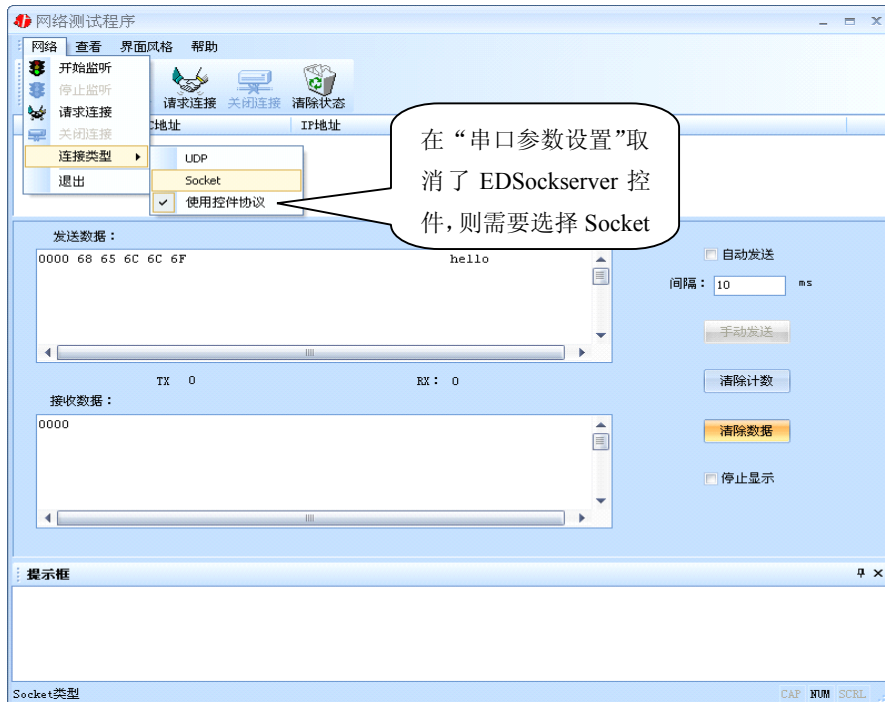 网络测试程序
网络 查看 界面风格 帮助
开始监听
停止监听
请求连接
关闭连接
连接类型
退出
请求连接 关闭连接 清除状态
C地址 IP地址
UDP
Socket
使用控件协议
在“串口参数设置”取
消了 EDSockserver 控
件，则需要选择 Socket
发送数据：
0000 68 65 6C 6C 6F hello
自动发送
间隔： 10 ms
手动发送
TX 0 RX： 0
清除计数
接收数据：
0000
清除数据
停止显示
提示框
Socket类型 CAP NUM SCRL